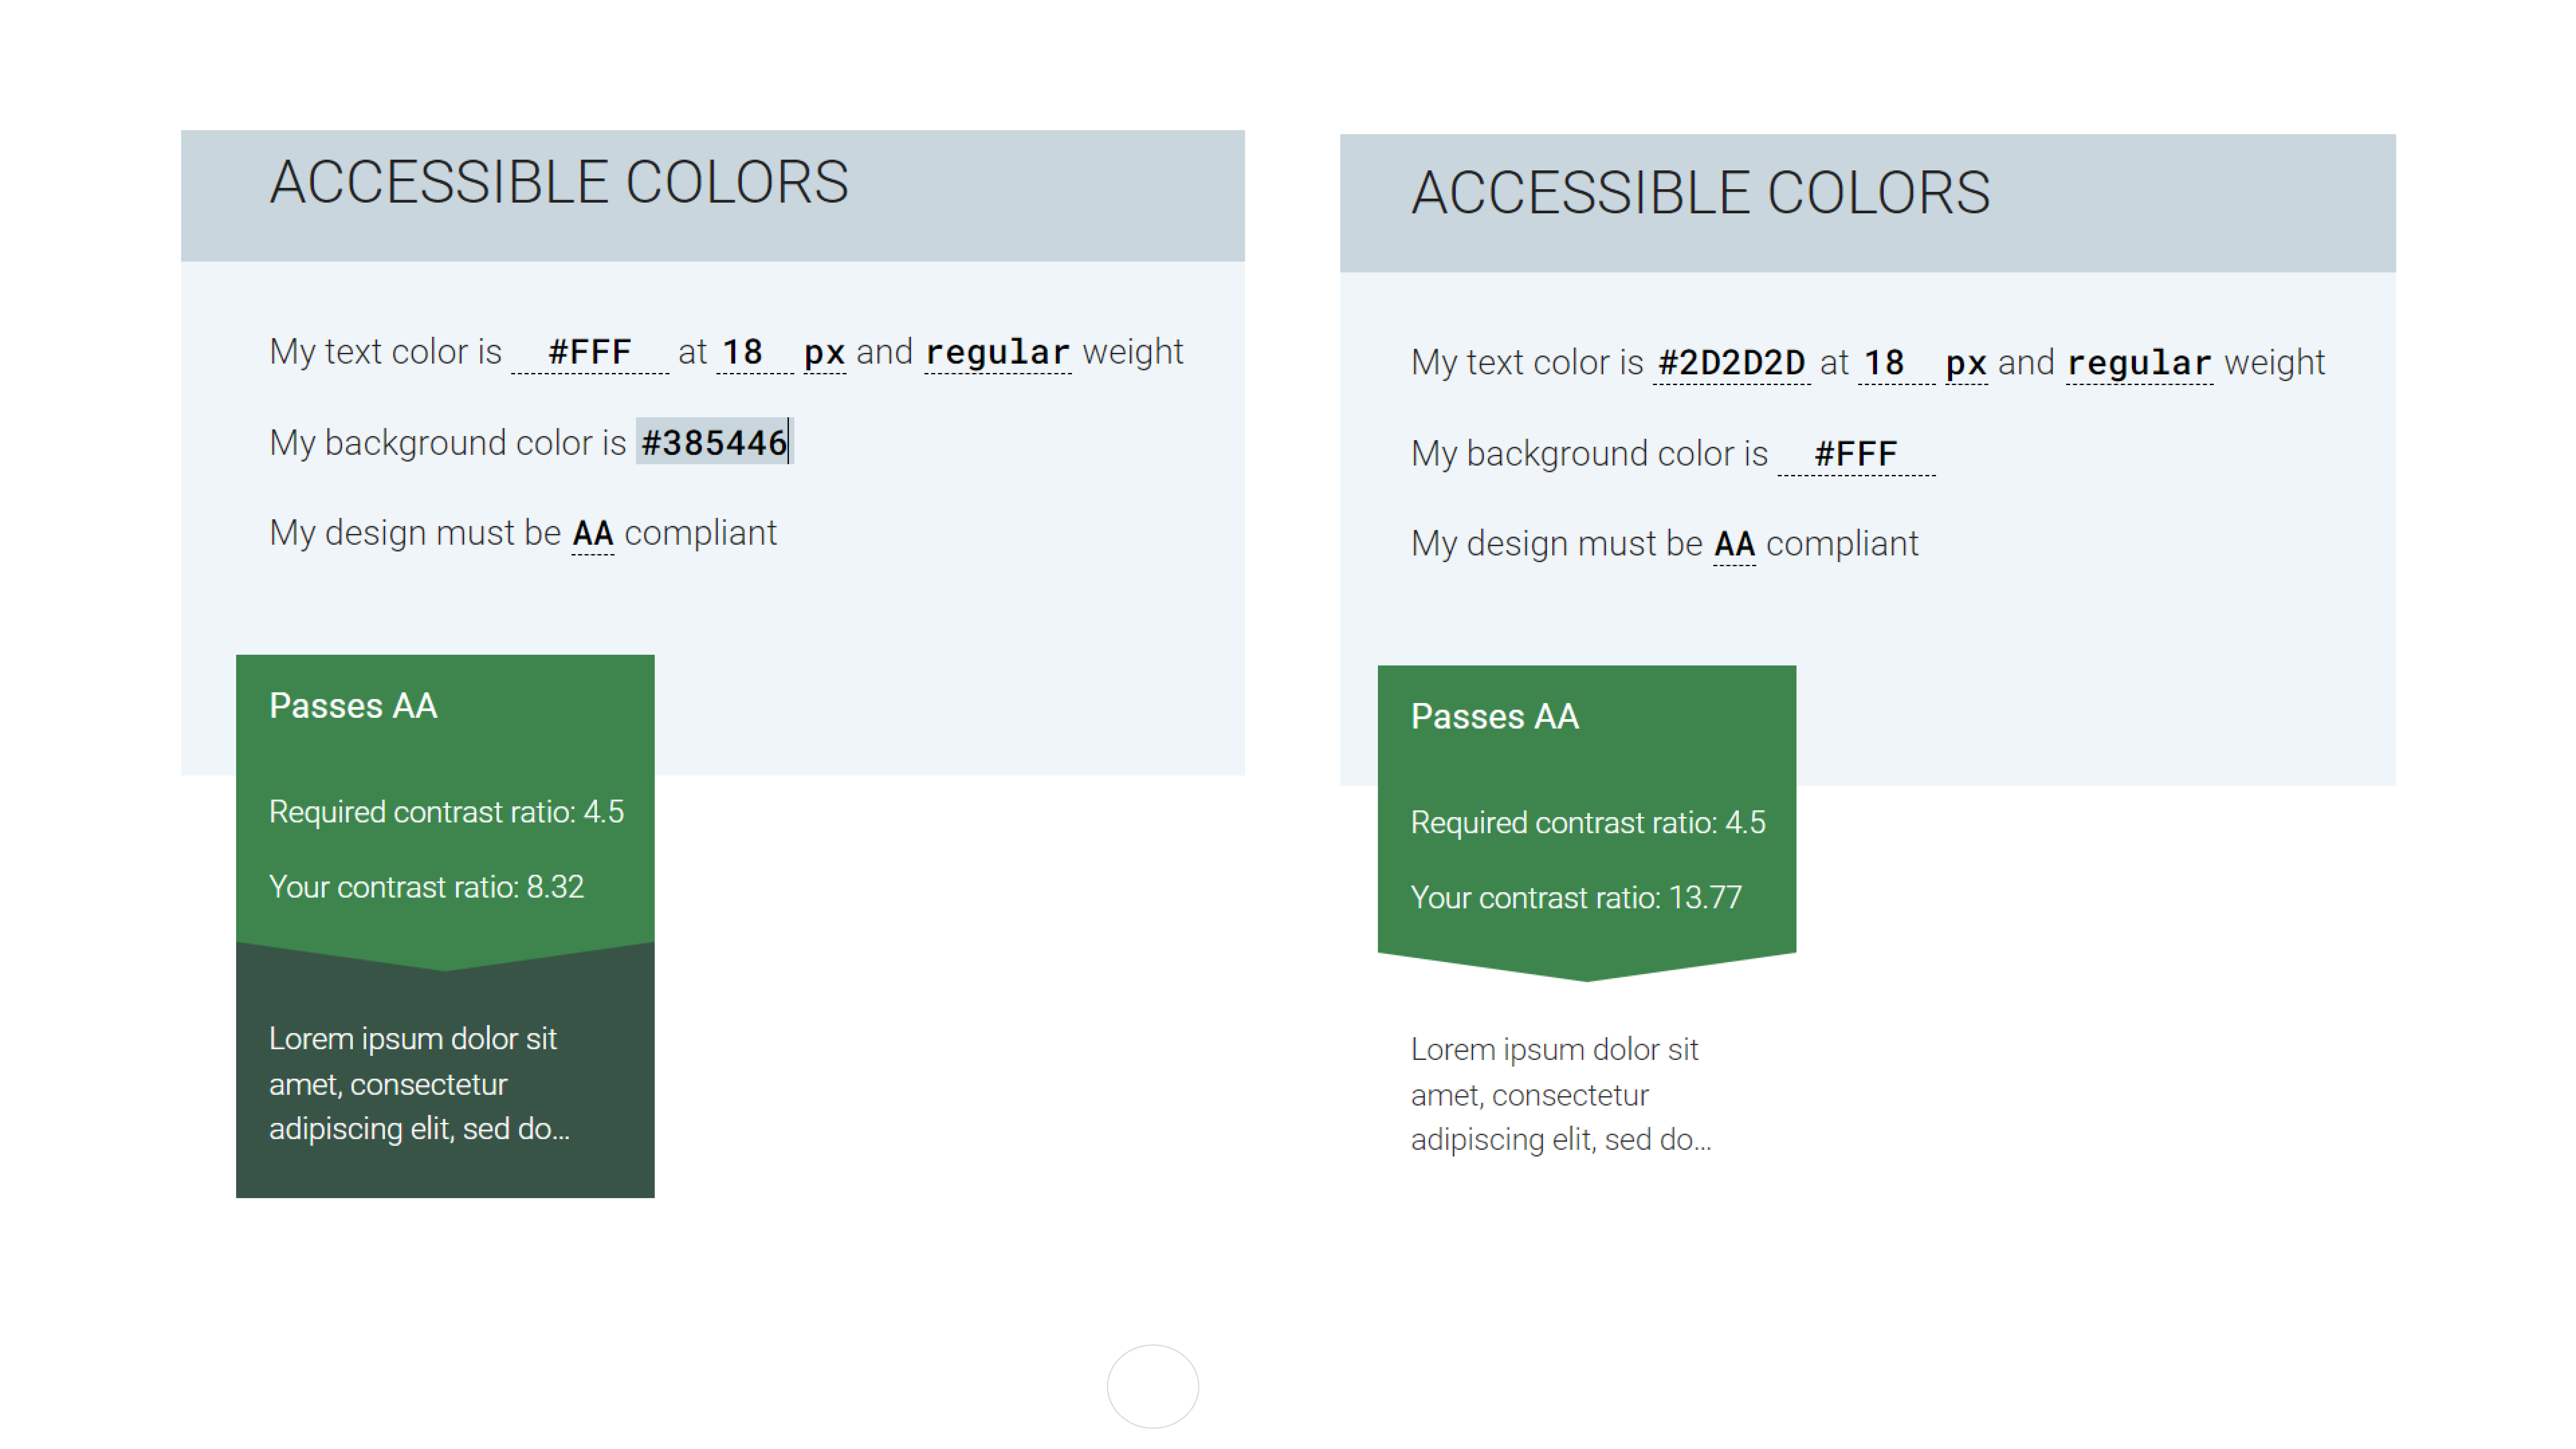 ACCESSIBLE COLORS
My text color is #FFF at 18 px and regular weight
My background color is #385446
My design must be AA compliant
Passes AA
Required contrast ratio: 4.5
Your contrast ratio: 8.32
Lorem ipsum dolor sit
amet, consectetur
adipiscing elit, sed do...
ACCESSIBLE COLORS
My text color is #2D2D2D at 18 px and regular weight
My background color is #FFF
My design must be AA compliant
Passes AA
Required contrast ratio: 4.5
Your contrast ratio: 13.77
Lorem ipsum dolor sit
amet, consectetur
adipiscing elit, sed do...